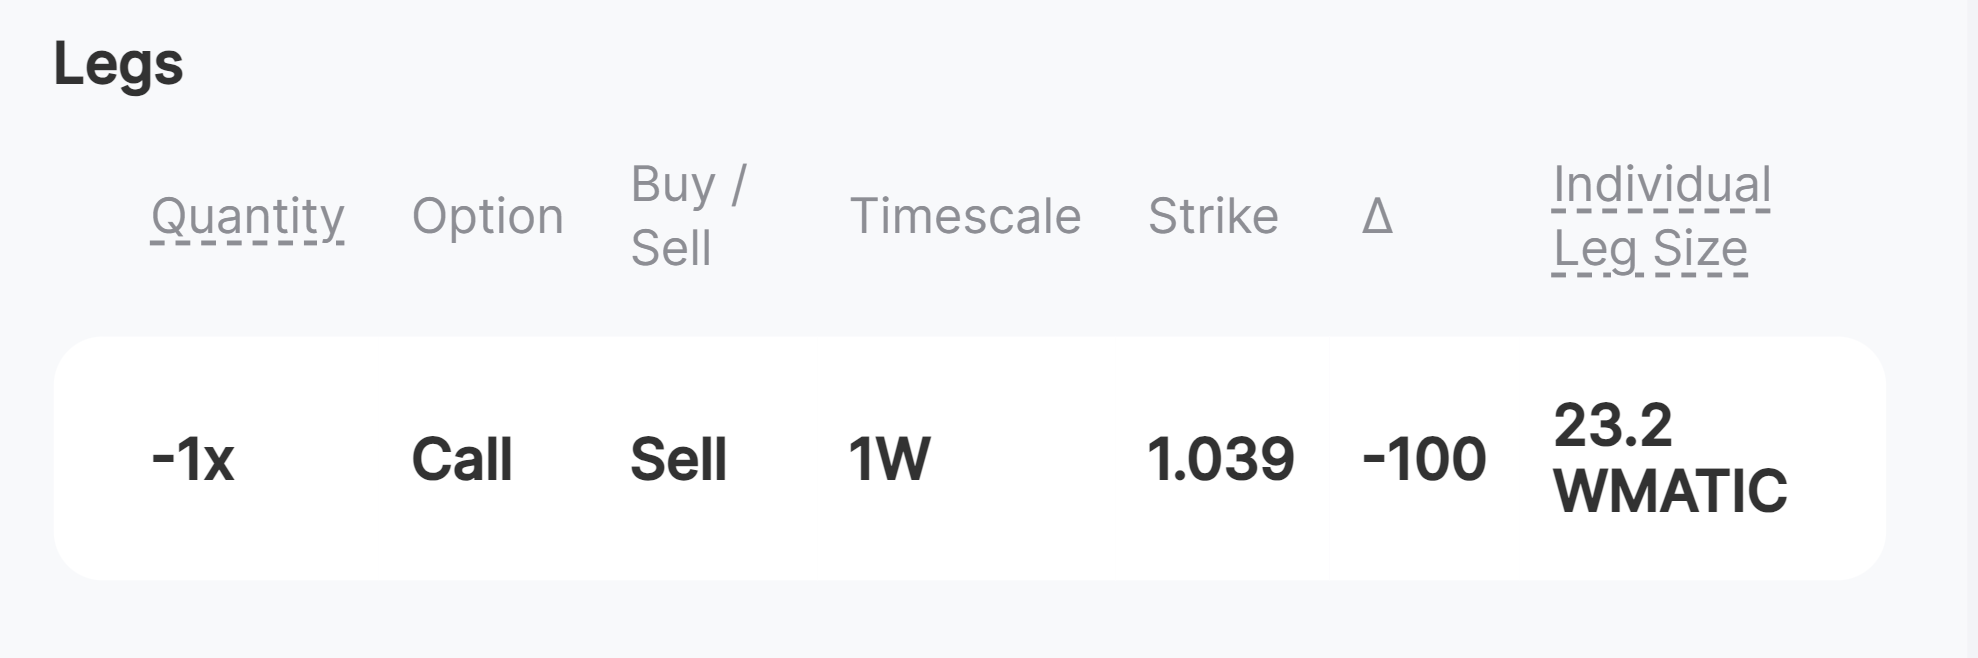 Legs
Quantity Option Buy / Sell Timescale Strike Δ Individual Leg Size
-1x Call Sell 1W 1.039 -100 23.2 WMATIC